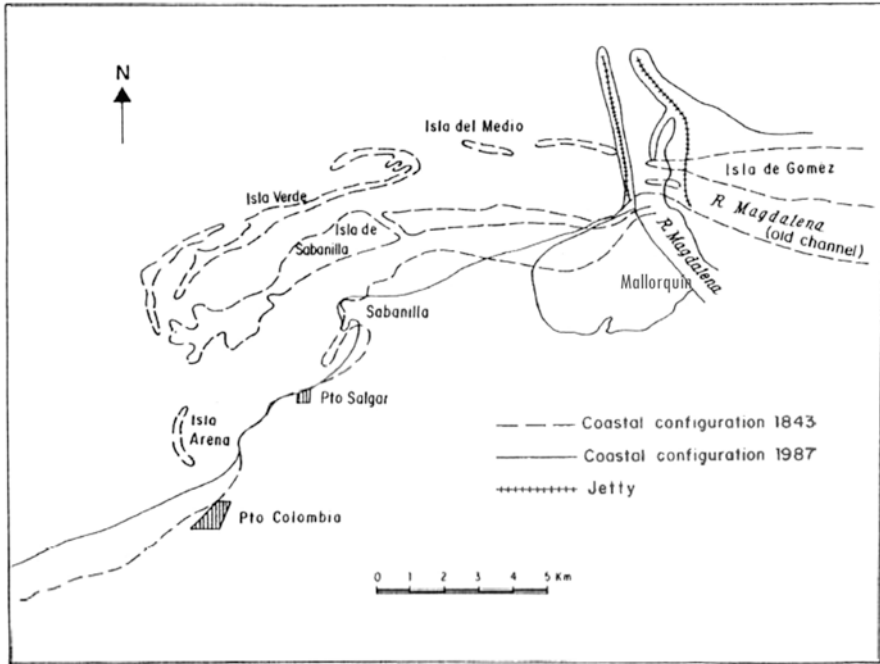 N
Isla del Medio
Isla de Gomez
Isla Verde
R. Magdalena
(old channel)
Isla de
Sabanilla
R. Magdalena
Mallorquin
Sabanilla
Pto Salgar
Isla
Arena
Pto Colombia
Coastal configuration 1843
Coastal configuration 1987
Jetty
0 1 2 3 4 5 Km